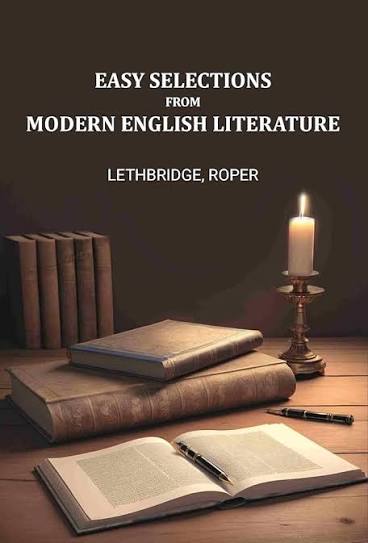 EASY SELECTIONS
FROM
MODERN ENGLISH LITERATURE
LETHBRIDGE, ROPER